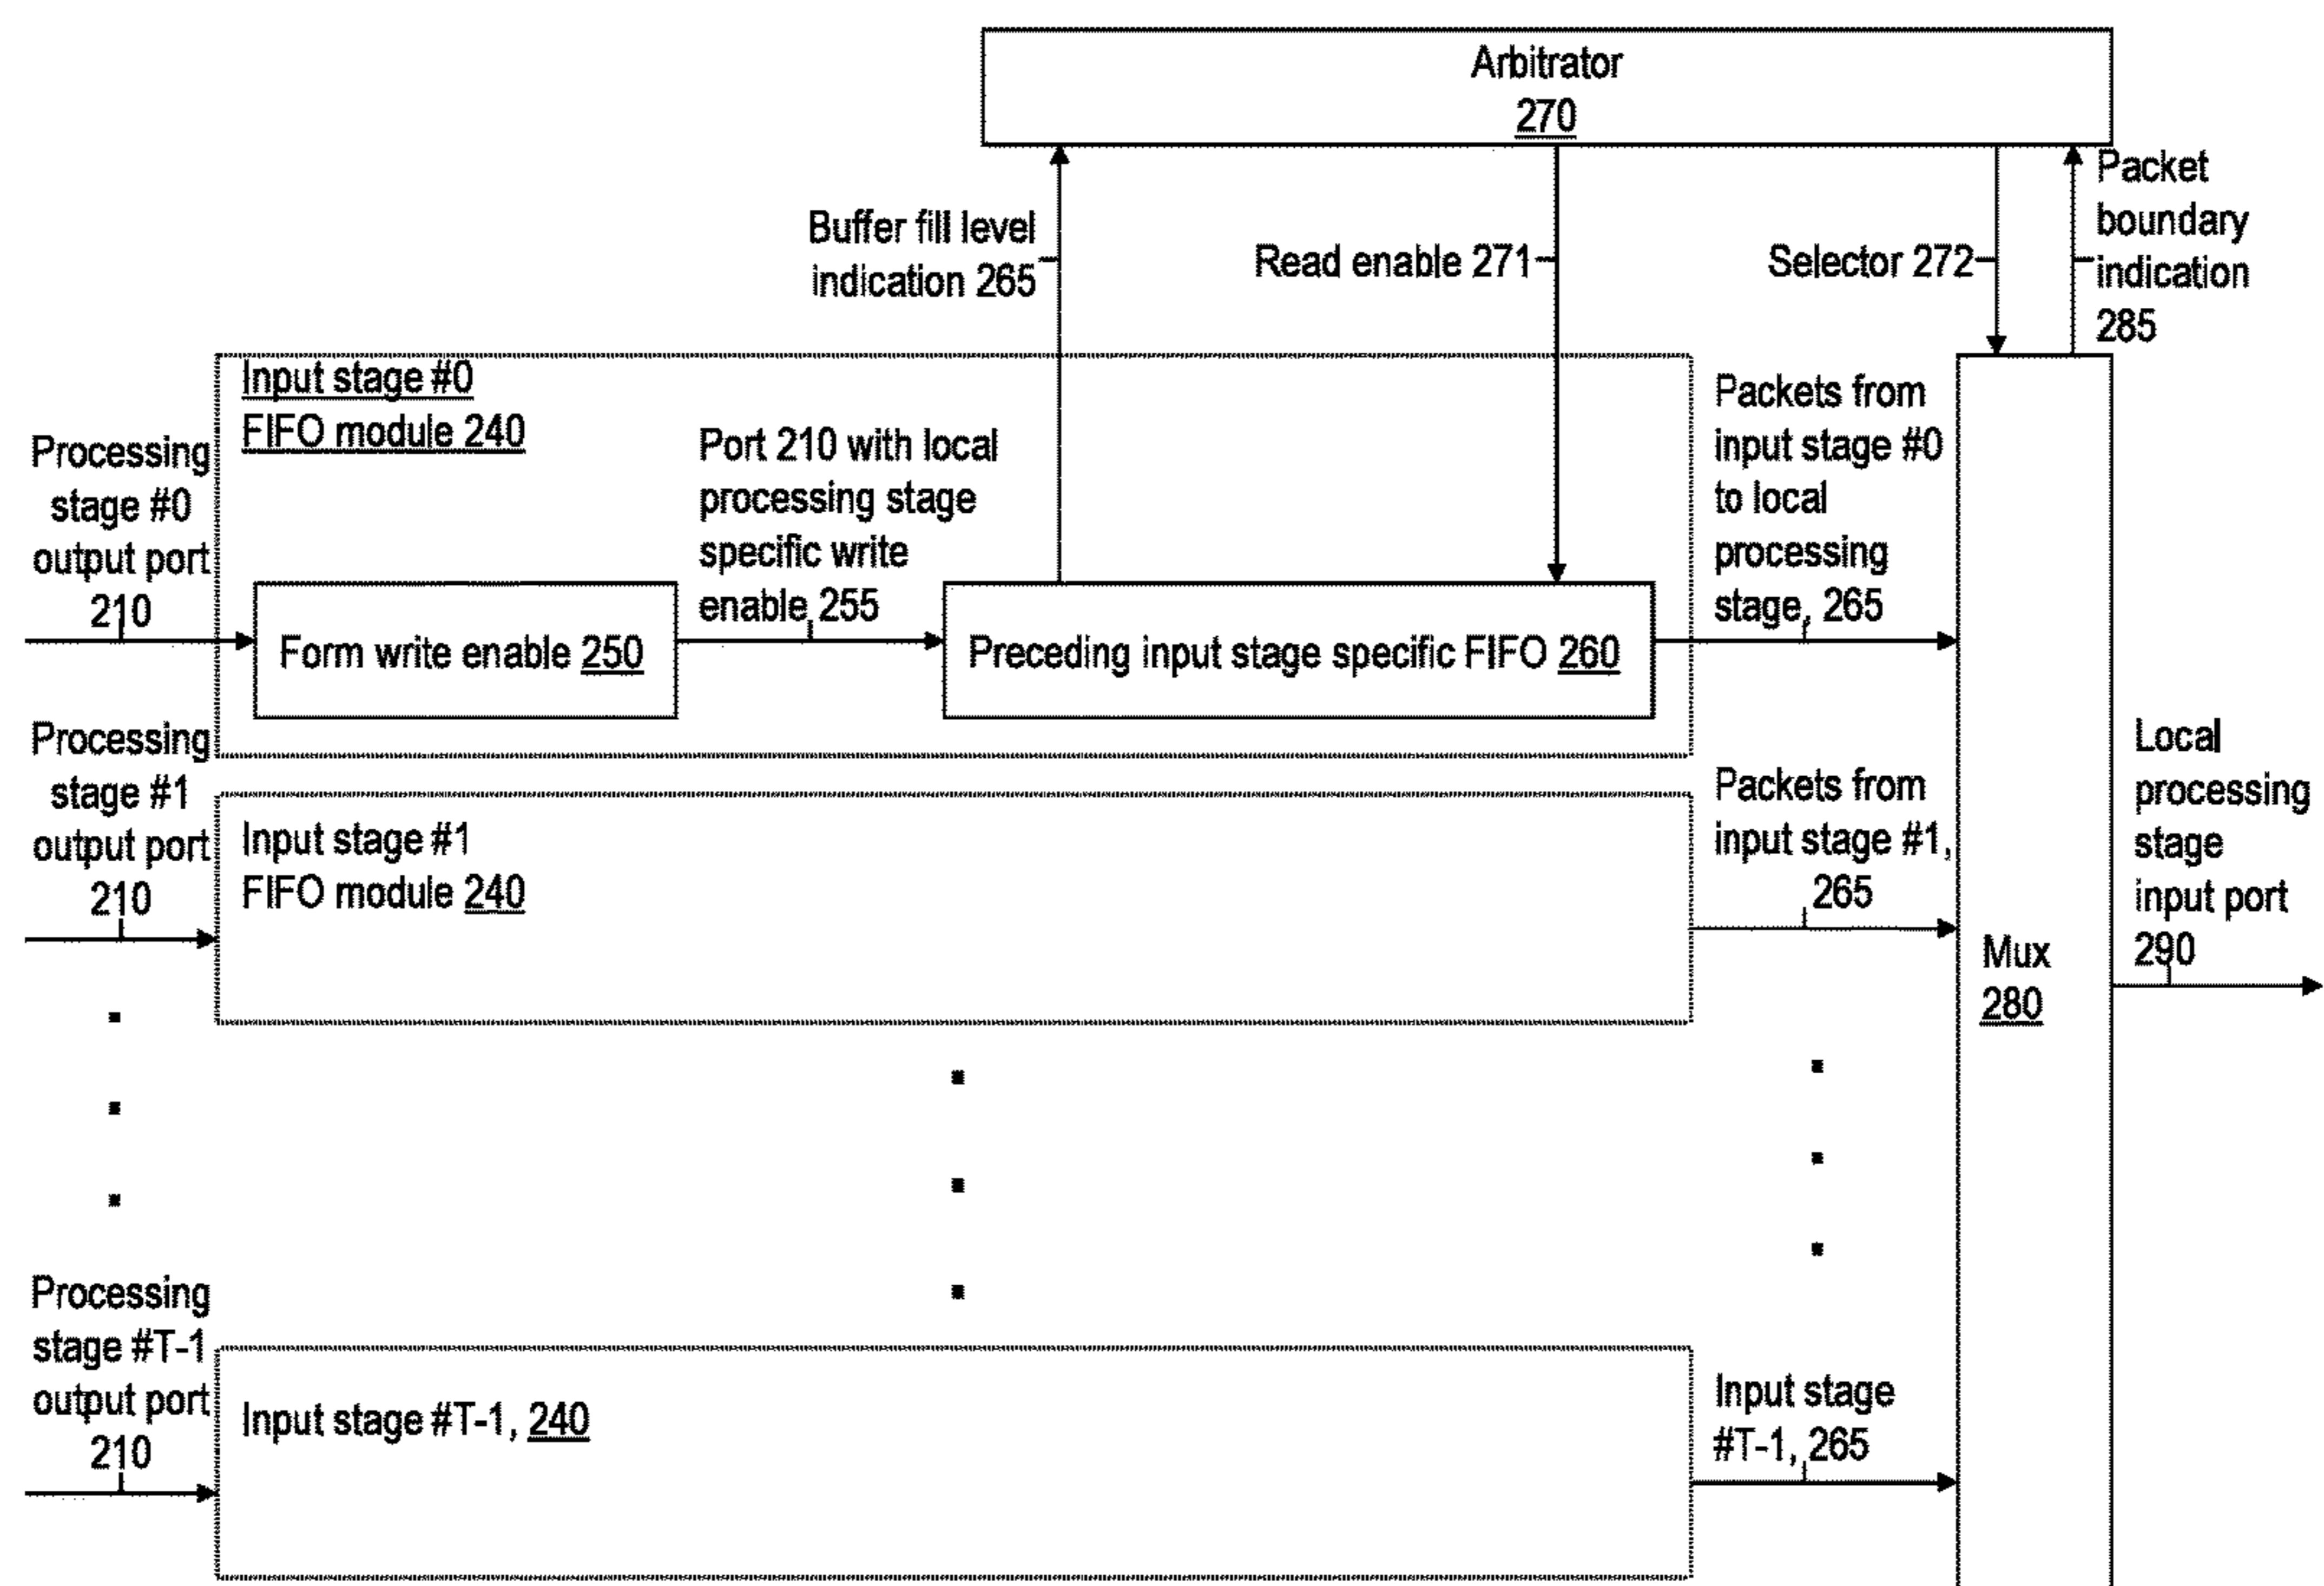 Arbitrator
270
Buffer fill level
indication 265
Read enable 271
Selector 272
Packet
boundary
indication
285
Input stage #0
FIFO module 240
Processing
stage #0
output port
210
Form write enable 250
Port 210 with local
processing stage
specific write
enable 255
Preceding input stage specific FIFO 260
Packets from
input stage #0
to local
processing
stage, 265
Processing
stage #1
output port
210
Input stage #1
FIFO module 240
Packets from
input stage #1,
265
Mux
280
Local
processing
stage
input port
290
Processing
stage #T-1
output port
210
Input stage #T-1, 240
Input stage
#T-1, 265